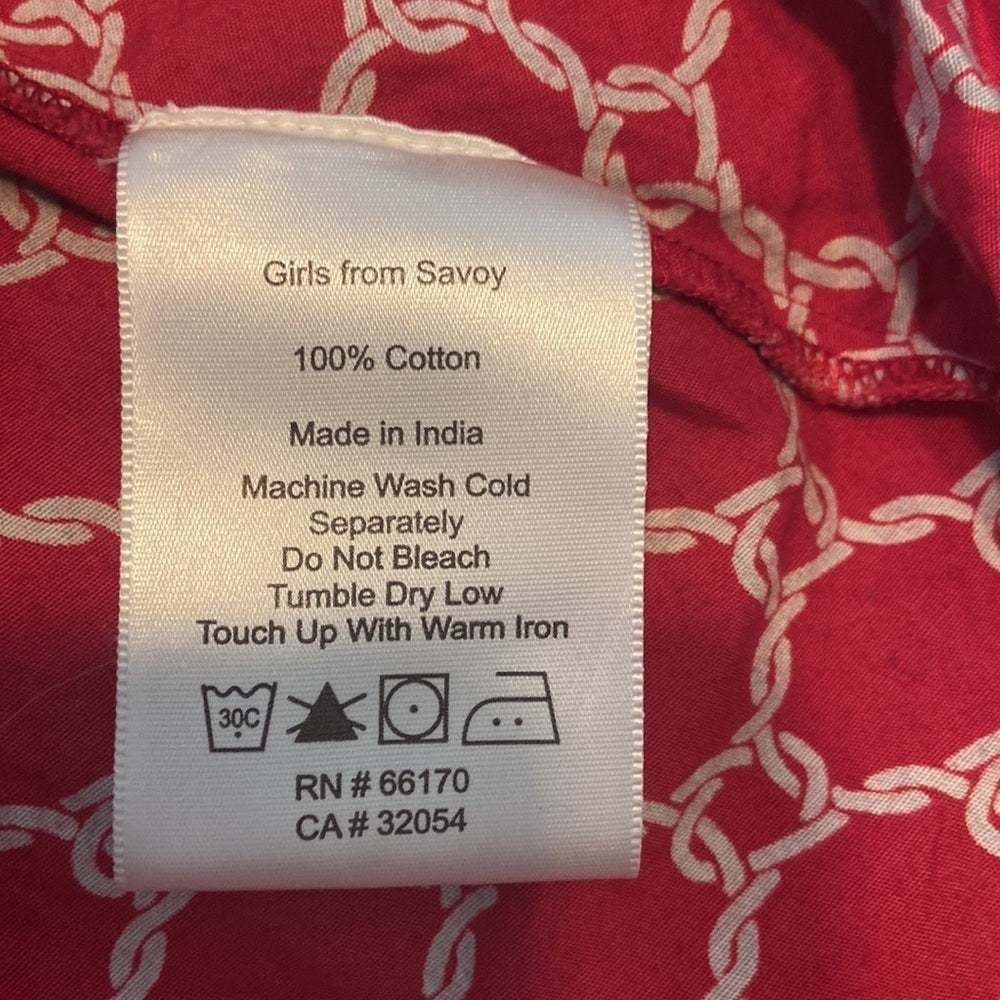 Girls from Savoy
100% Cotton
Made in India
Machine Wash Cold
Separately
Do Not Bleach
Tumble Dry Low
Touch Up With Warm Iron
30C
RN # 66170
CA # 32054